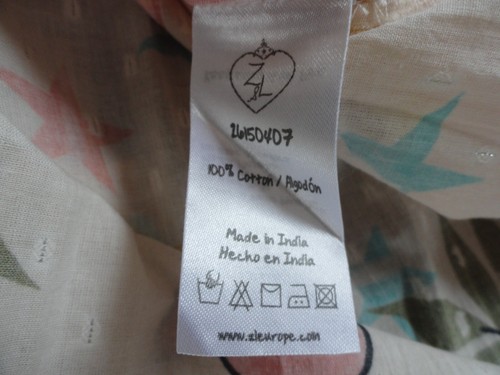 Z&L
26150407
100% Cotton / Algodón
Made in India
Hecho en India
www.zleurope.com